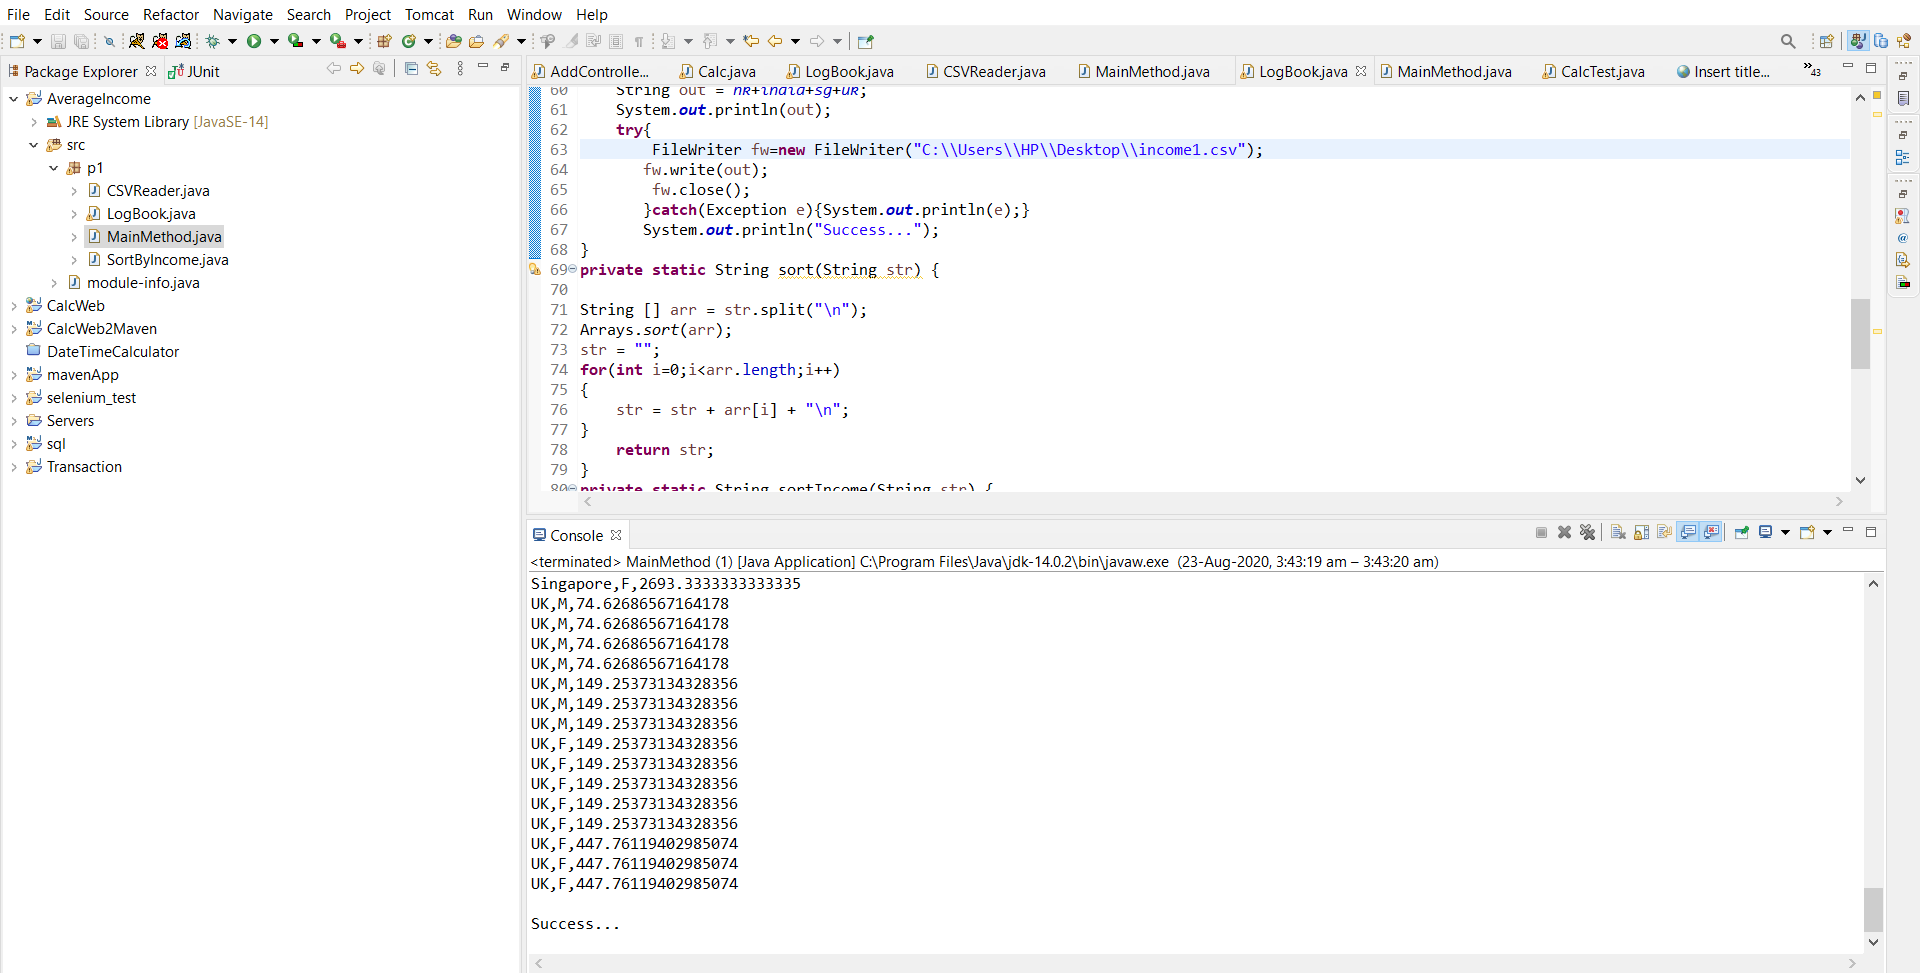 File Edit Source Refactor Navigate Search Project Tomcat Run Window Help
Package Explorer JUnit
AverageIncome
JRE System Library [JavaSE-14]
src
p1
CSVReader.java
LogBook.java
MainMethod.java
SortByIncome.java
module-info.java
CalcWeb
CalcWeb2Maven
DateTimeCalculator
mavenApp
selenium_test
Servers
sql
Transaction
AddControlle... Calc.java LogBook.java CSVReader.java MainMethod.java LogBook.java MainMethod.java CalcTest.java Insert title... »43
60 String out = hk+india+sg+uk;
61 System.out.println(out);
62 try{
63 FileWriter fw=new FileWriter("C:\\Users\\HP\\Desktop\\income1.csv");
64 fw.write(out);
65 fw.close();
66 }catch(Exception e){System.out.println(e);}
67 System.out.println("Success...");
68 }
69 private static String sort(String str) {
70
71 String [] arr = str.split("\n");
72 Arrays.sort(arr);
73 str = "";
74 for(int i=0;i<arr.length;i++)
75 {
76 str = str + arr[i] + "\n";
77 }
78 return str;
79 }
80 private static String sortIncome(String str) {
Console
<terminated> MainMethod (1) [Java Application] C:\Program Files\Java\jdk-14.0.2\bin\javaw.exe (23-Aug-2020, 3:43:19 am – 3:43:20 am)
Singapore,F,2693.3333333333335
UK,M,74.62686567164178
UK,M,74.62686567164178
UK,M,74.62686567164178
UK,M,74.62686567164178
UK,M,149.25373134328356
UK,M,149.25373134328356
UK,M,149.25373134328356
UK,F,149.25373134328356
UK,F,149.25373134328356
UK,F,149.25373134328356
UK,F,149.25373134328356
UK,F,149.25373134328356
UK,F,447.76119402985074
UK,F,447.76119402985074
UK,F,447.76119402985074
Success...